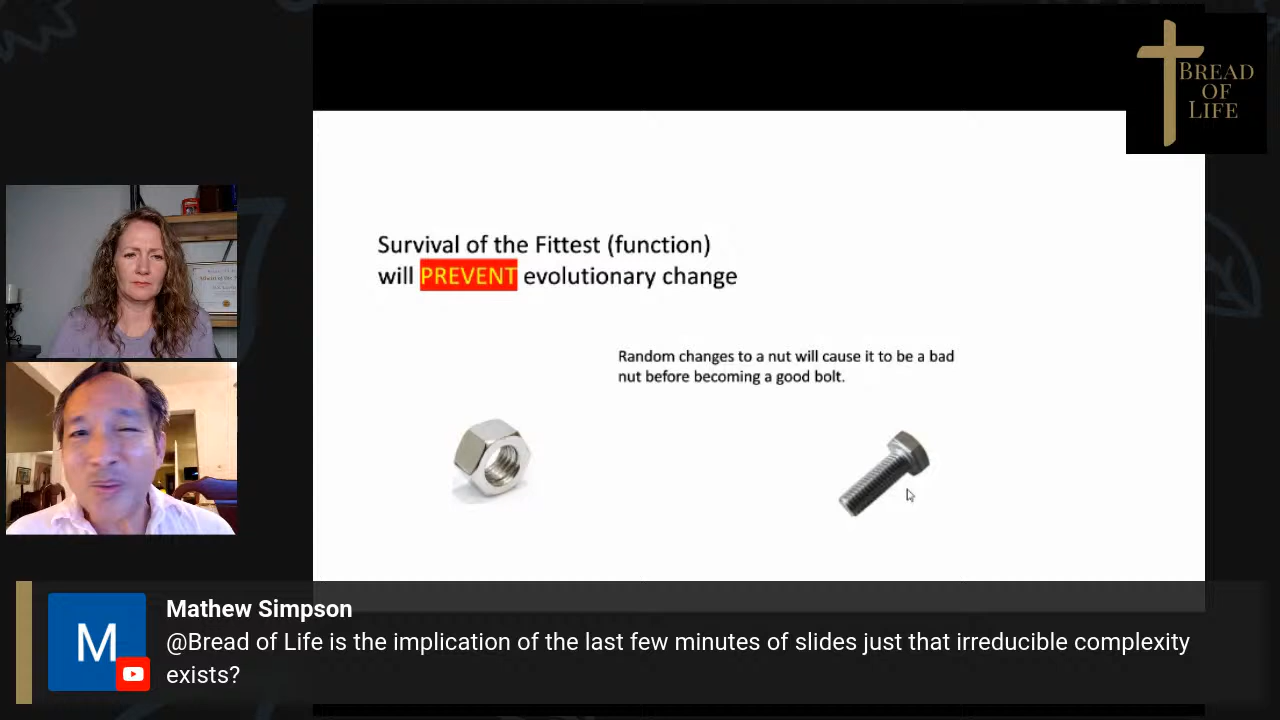 BREAD
OF
LIFE
Survival of the Fittest (function)
will PREVENT evolutionary change
Random changes to a nut will cause it to be a bad
nut before becoming a good bolt.
M
Mathew Simpson
@Bread of Life is the implication of the last few minutes of slides just that irreducible complexity
exists?